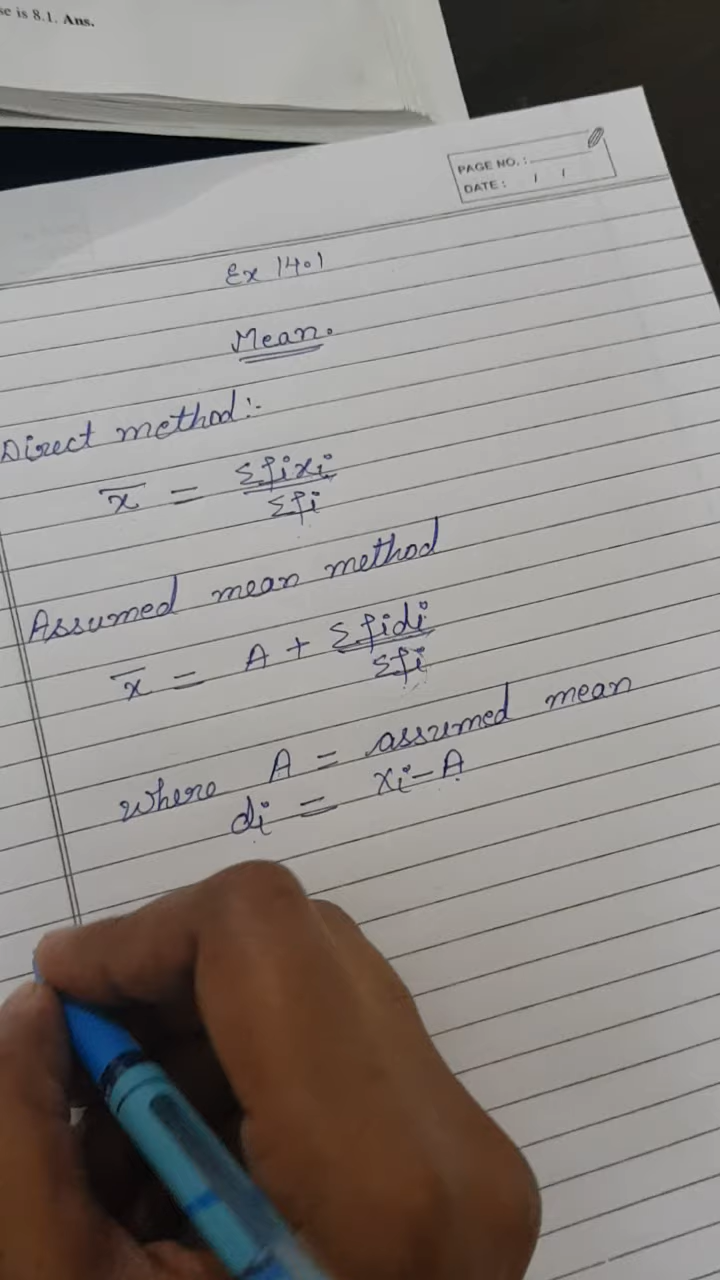 se is 8.1. Ans.
PAGE NO.:
DATE: / /
Ex 14.1
Mean.
Direct method:-
x̄ = Σfixi / Σfi
Assumed mean method
x̄ = A + Σfidi / Σfi
where A = assumed mean
di = xi - A